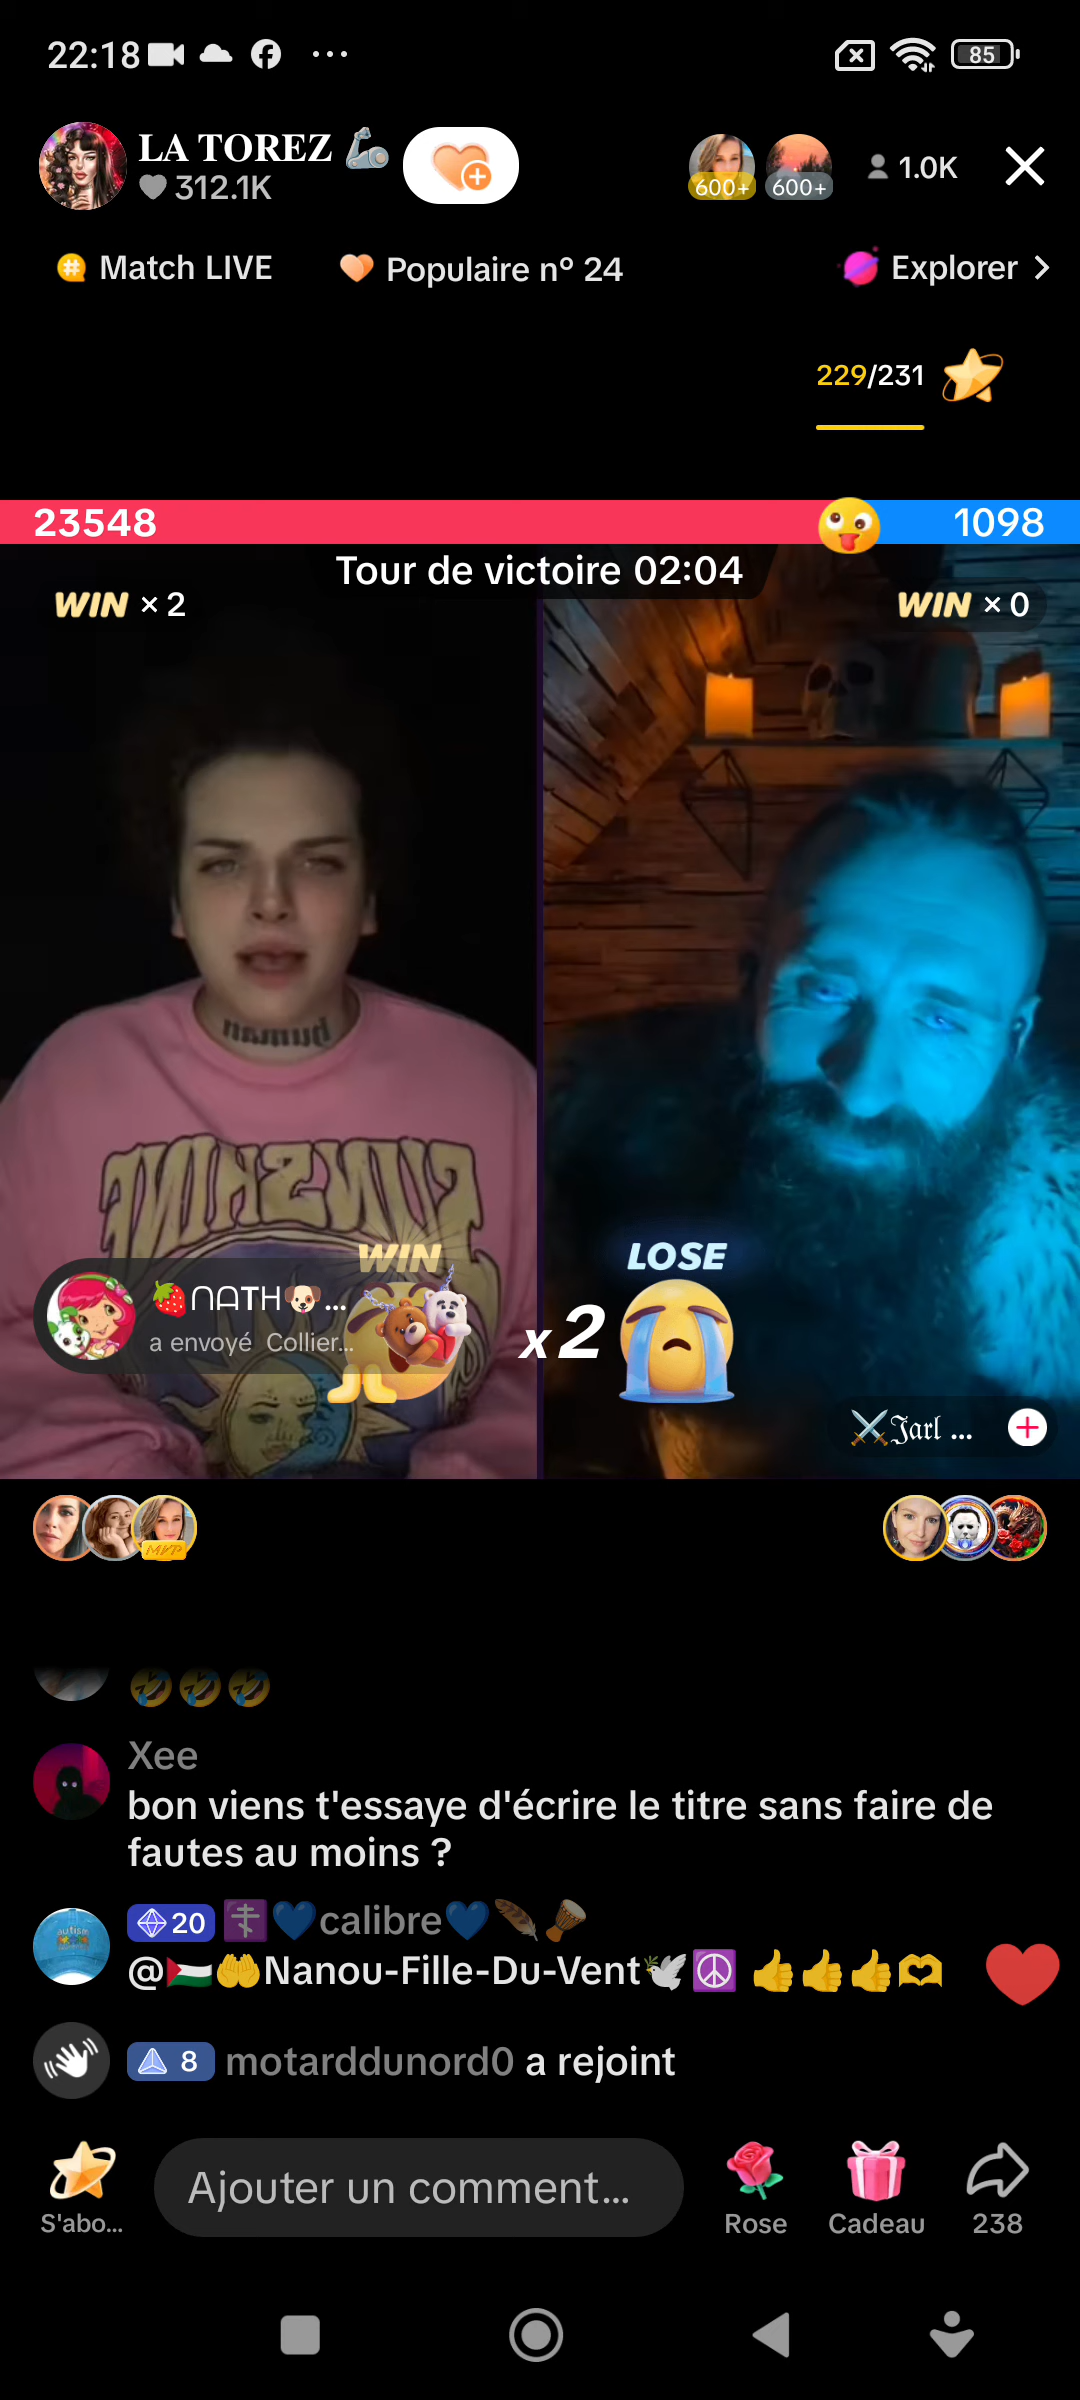 22:18
85
LA TOREZ 🦾
312.1K
600+
600+
1.0K
Match LIVE
Populaire n° 24
Explorer >
229/231
23548
1098
Tour de victoire 02:04
WIN × 2
WIN × 0
WIN
LOSE
🍓ՈᗩTH🐶...
a envoyé Collier...
x2
⚔️𝔍𝔞𝔯𝔩 ...
MVP
🤣🤣🤣
Xee
bon viens t'essaye d'écrire le titre sans faire de
fautes au moins ?
20 ☦️💙calibre💙🪶🪘
@🇵🇸🤲Nanou-Fille-Du-Vent🕊️☮️ 👍👍👍🫶
8 motarddunord0 a rejoint
S'abo...
Ajouter un comment...
Rose
Cadeau
238